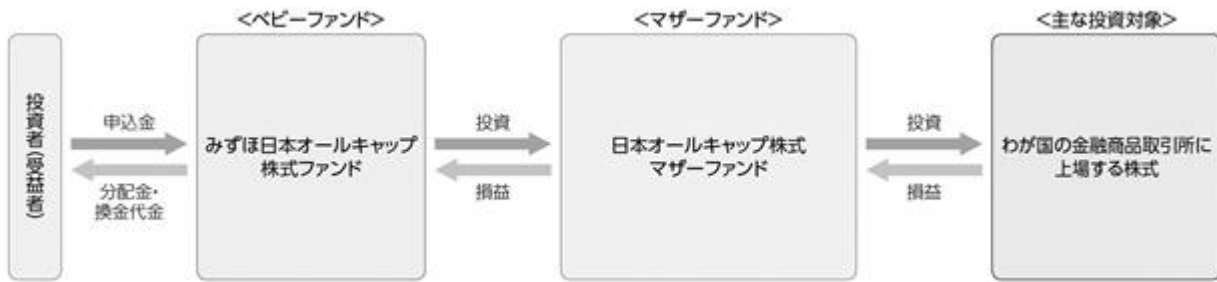 <ベビーファンド>
<マザーファンド>
<主な投資対象>
投資者(受益者)
申込金
分配金・
換金代金
みずほ日本オールキャップ
株式ファンド
投資
損益
日本オールキャップ株式
マザーファンド
投資
損益
わが国の金融商品取引所に
上場する株式